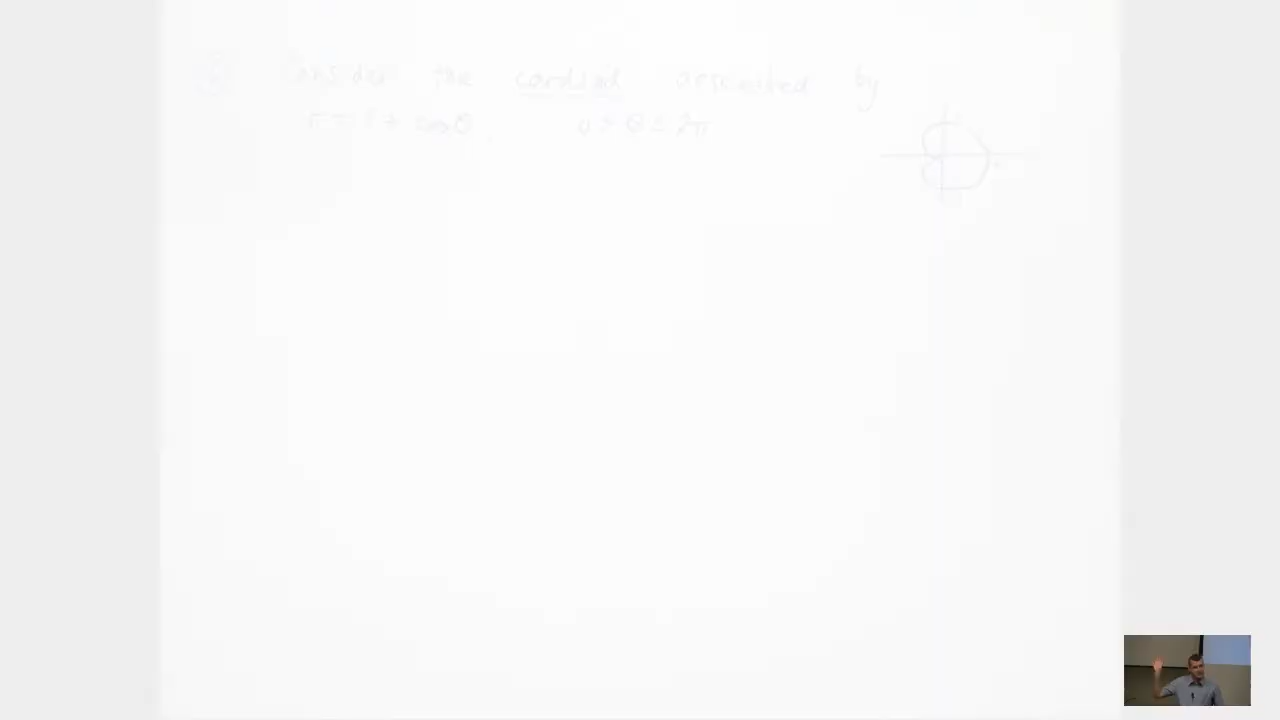 Consider the cardioid described by
r = 1 + cos θ, 0 ≤ θ ≤ 2π